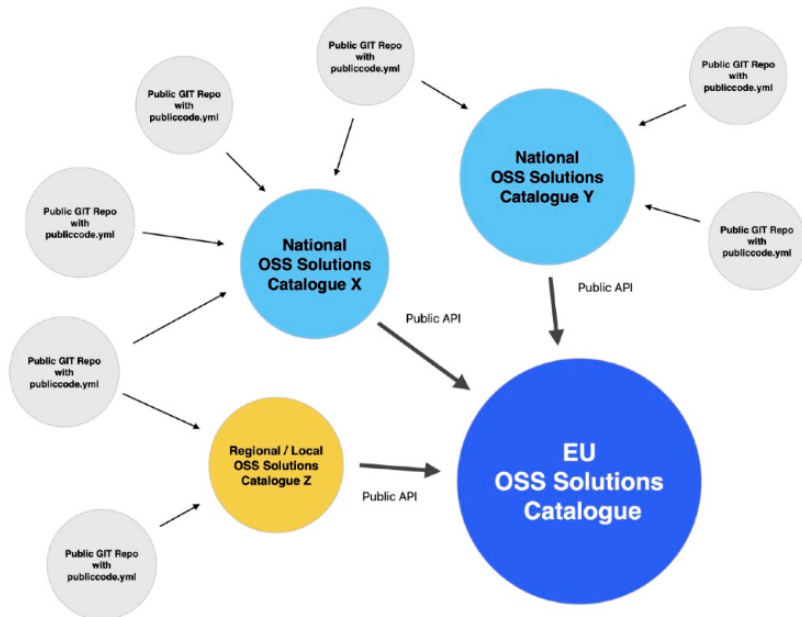 Public GIT Repo
with
publiccode.yml
Public GIT Repo
with
publiccode.yml
Public GIT Repo
with
publiccode.yml
National
OSS Solutions
Catalogue Y
Public GIT Repo
with
publiccode.yml
National
OSS Solutions
Catalogue X
Public GIT Repo
with
publiccode.yml
Public API
Public API
Public GIT Repo
with
publiccode.yml
Regional / Local
OSS Solutions
Catalogue Z
EU
OSS Solutions
Catalogue
Public API
Public GIT Repo
with
publiccode.yml
Public GIT Repo
with
publiccode.yml